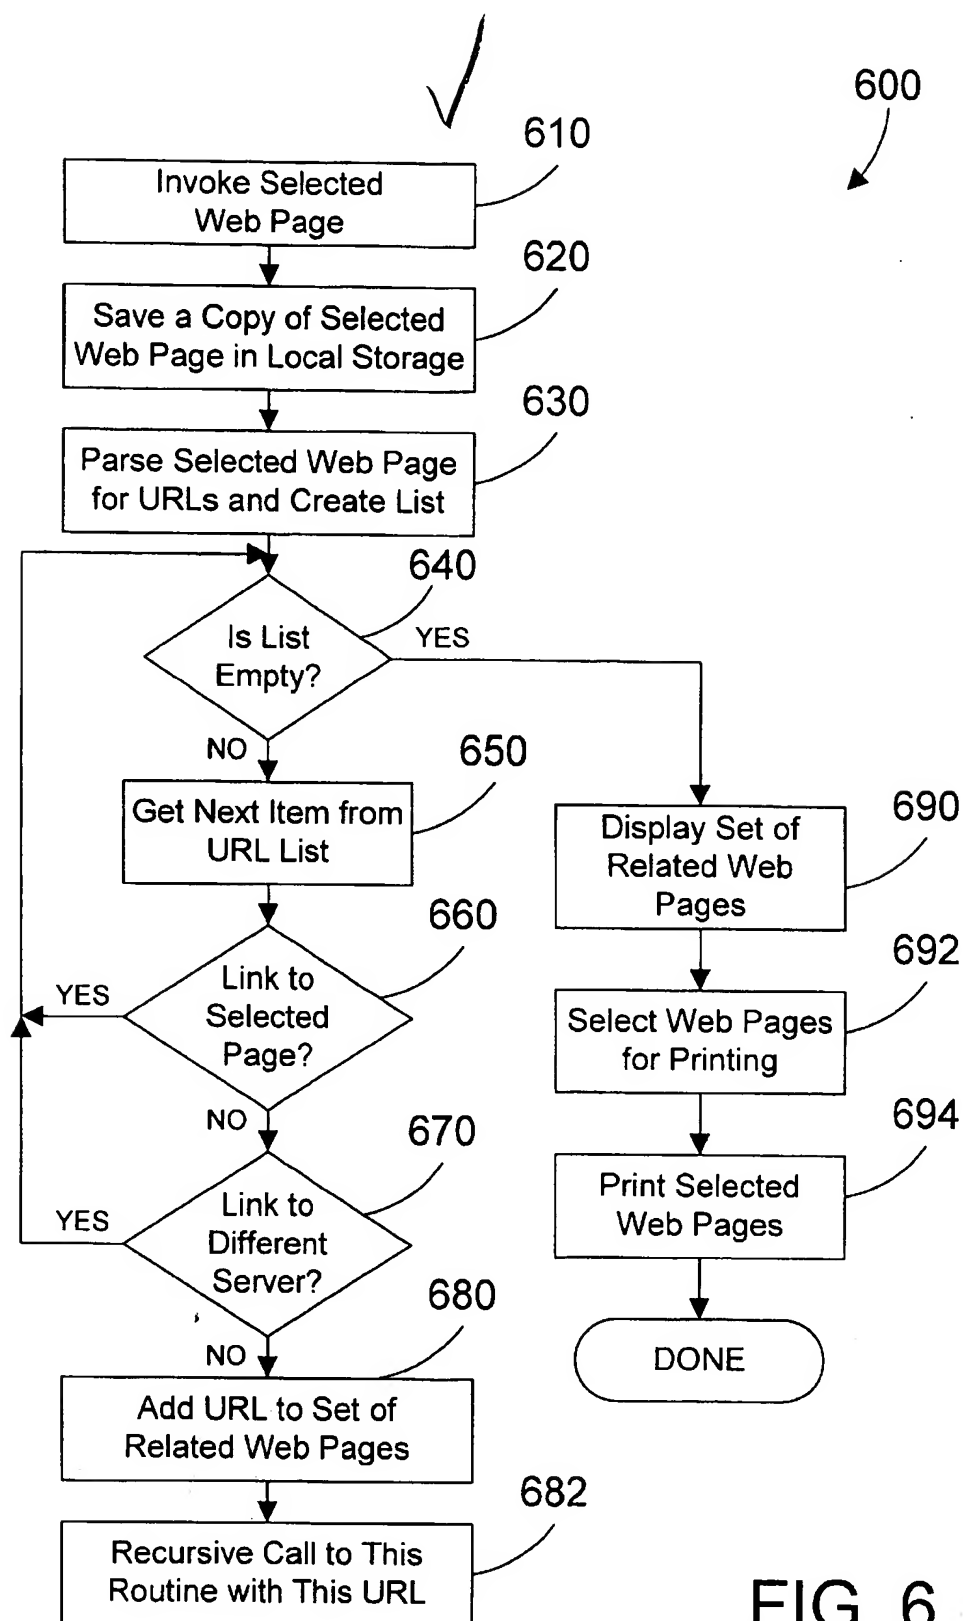 600
610
Invoke Selected
Web Page
620
Save a Copy of Selected
Web Page in Local Storage
630
Parse Selected Web Page
for URLs and Create List
640
Is List
Empty?
YES
NO
650
Get Next Item from
URL List
660
Link to
Selected
Page?
YES
NO
670
Link to
Different
Server?
YES
NO
680
Add URL to Set of
Related Web Pages
682
Recursive Call to This
Routine with This URL
690
Display Set of
Related Web
Pages
692
Select Web Pages
for Printing
694
Print Selected
Web Pages
DONE
FIG. 6